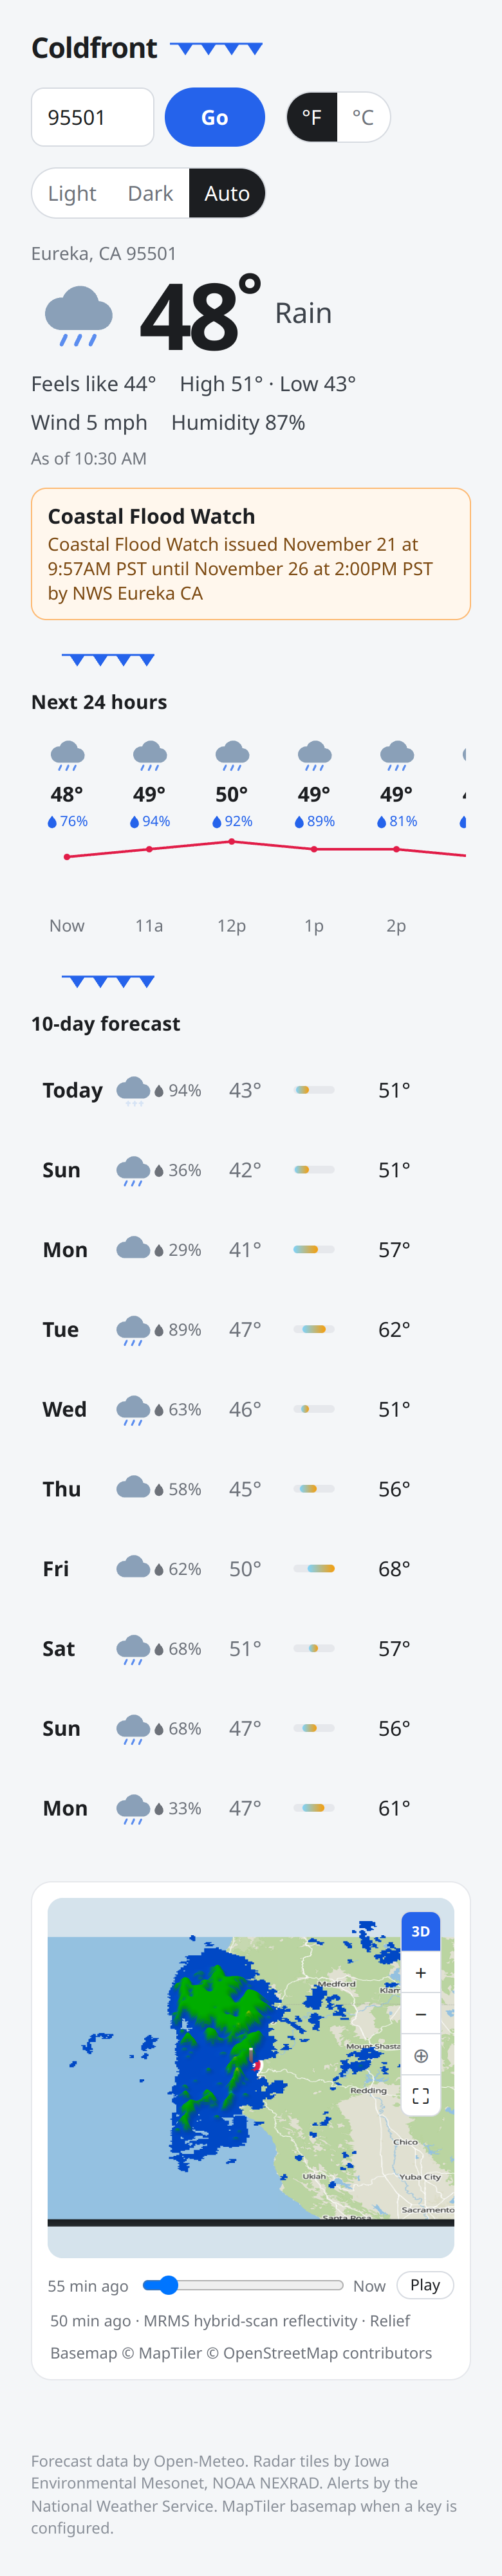 Coldfront
95501 Go °F °C
Light Dark Auto
Eureka, CA 95501
48° Rain
Feels like 44° High 51° · Low 43°
Wind 5 mph Humidity 87%
As of 10:30 AM
Coastal Flood Watch
Coastal Flood Watch issued November 21 at
9:57AM PST until November 26 at 2:00PM PST
by NWS Eureka CA
Next 24 hours
48° 49° 50° 49° 49°
76% 94% 92% 89% 81%
Now 11a 12p 1p 2p
10-day forecast
Today 94% 43° 51°
Sun 36% 42° 51°
Mon 29% 41° 57°
Tue 89% 47° 62°
Wed 63% 46° 51°
Thu 58% 45° 56°
Fri 62% 50° 68°
Sat 68% 51° 57°
Sun 68% 47° 56°
Mon 33% 47° 61°
3D
+
−
Medford
Klam
Mount Shasta
Redding
Chico
Ukiah
Yuba City
Sacramento
Santa Rosa
55 min ago Now Play
50 min ago · MRMS hybrid-scan reflectivity · Relief
Basemap © MapTiler © OpenStreetMap contributors
Forecast data by Open-Meteo. Radar tiles by Iowa
Environmental Mesonet, NOAA NEXRAD. Alerts by the
National Weather Service. MapTiler basemap when a key is
configured.